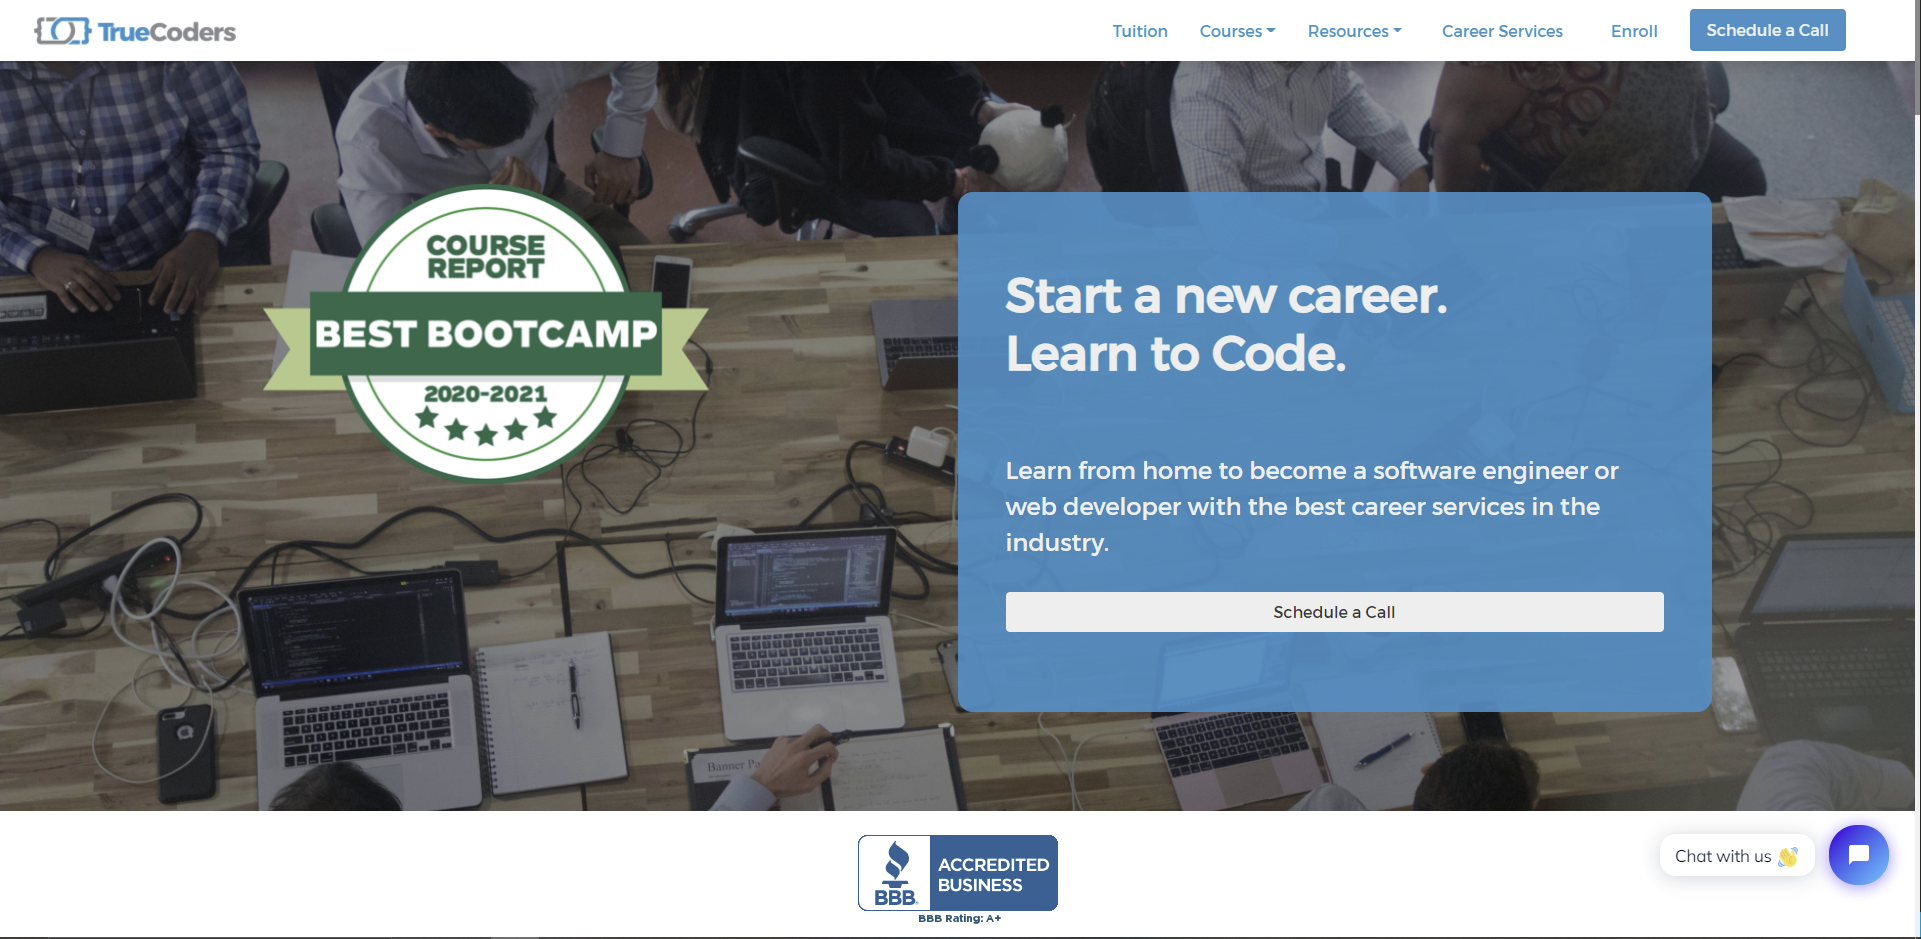 TrueCoders
Tuition
Courses
Resources
Career Services
Enroll
Schedule a Call
COURSE
REPORT
BEST BOOTCAMP
2020-2021
Start a new career.
Learn to Code.
Learn from home to become a software engineer or
web developer with the best career services in the
industry.
Schedule a Call
Banner
BBB
ACCREDITED
BUSINESS
BBB Rating: A+
Chat with us